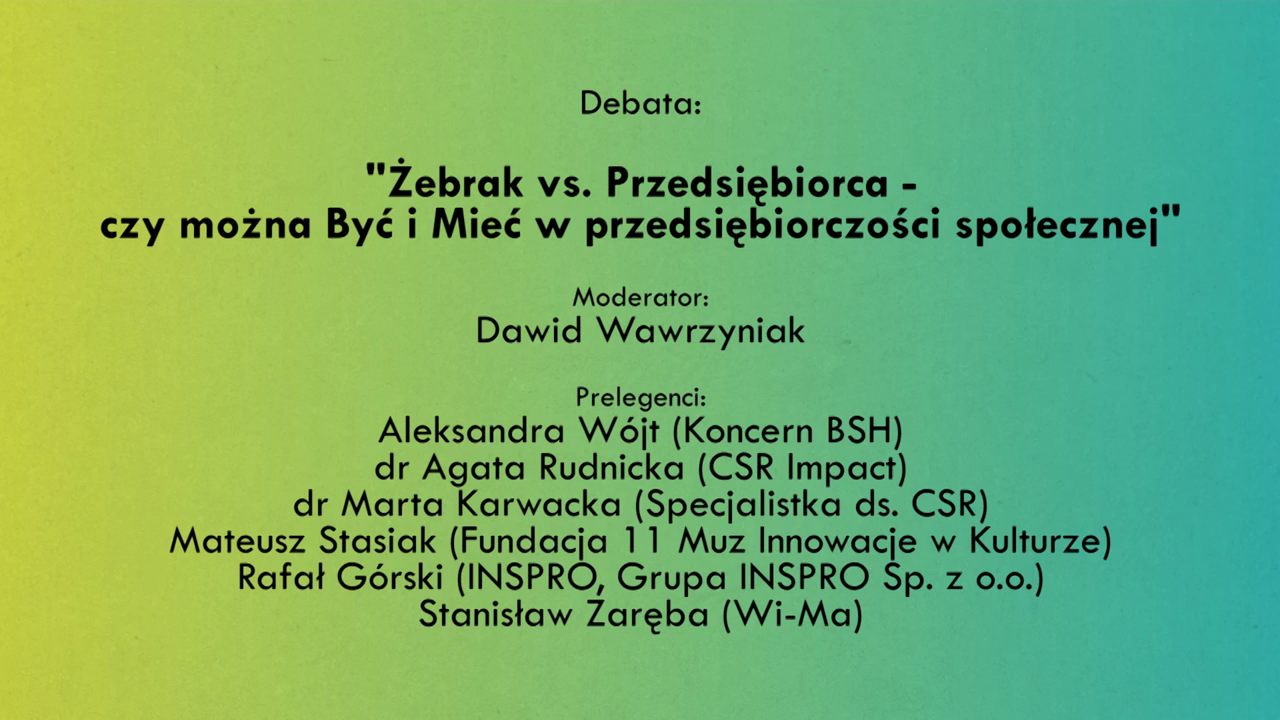 Debata:
"Żebrak vs. Przedsiębiorca -
czy można Być i Mieć w przedsiębiorczości społecznej"
Moderator:
Dawid Wawrzyniak
Prelegenci:
Aleksandra Wójt (Koncern BSH)
dr Agata Rudnicka (CSR Impact)
dr Marta Karwacka (Specjalistka ds. CSR)
Mateusz Stasiak (Fundacja 11 Muz Innowacje w Kulturze)
Rafał Górski (INSPRO, Grupa INSPRO Sp. z o.o.)
Stanisław Zaręba (Wi-Ma)